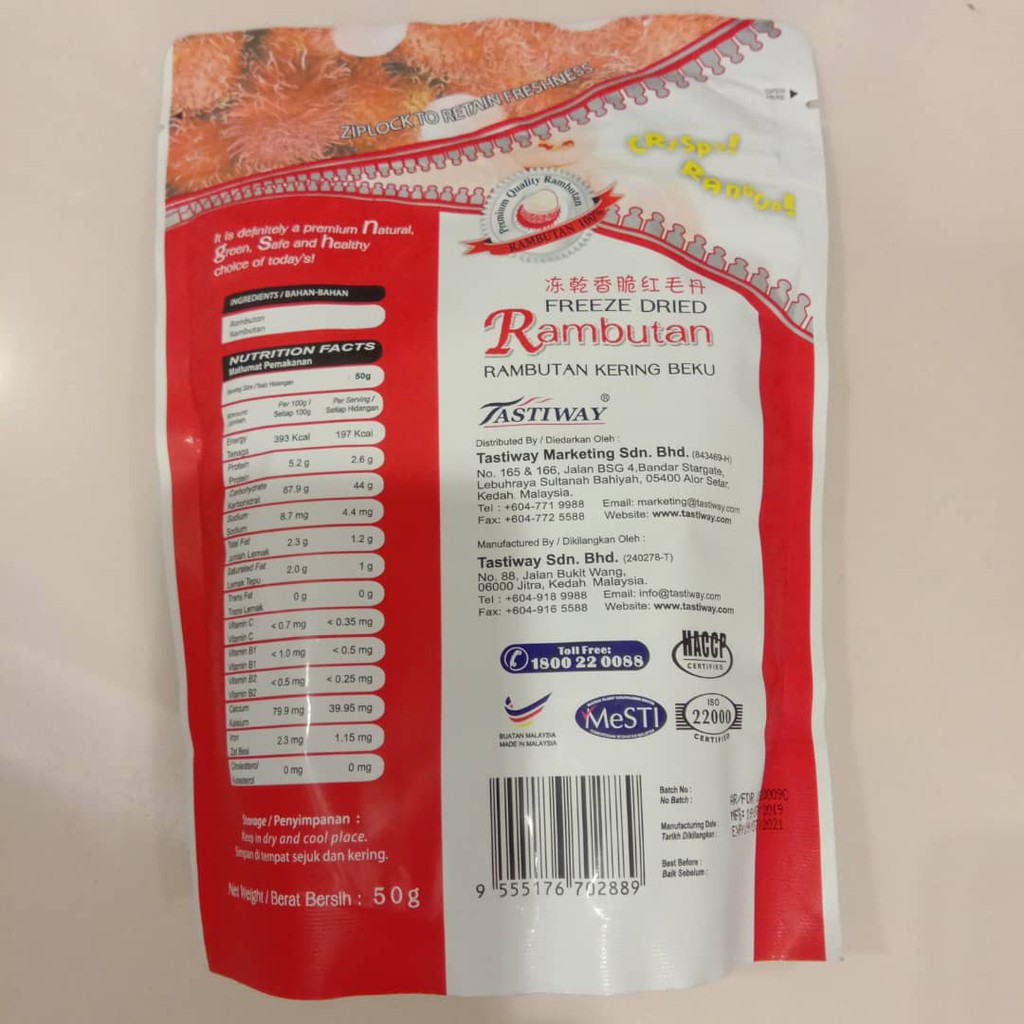 ZIPLOCK TO RETAIN FRESHNESS
OPEN HERE
CRISPY!
Premium Quality Rambutan
RAMBUTAN 100%
It is definitely a premium natural,
green, Safe and healthy
choice of today's!
INGREDIENTS / BAHAN-BAHAN
Rambutan
Rambutan
NUTRITION FACTS
Maklumat Pemakanan
Serving Size / Saiz Hidangan 50g
Amount Per 100g / Per Serving /
Jumlah Setiap 100g Setiap Hidangan
Energy
Tenaga 393 Kcal 197 Kcal
Protein
Protein 5.2 g 2.6 g
Carbohydrate
Karbohidrat 87.9 g 44 g
Sodium
Sodium 8.7 mg 4.4 mg
Total Fat
Jumlah Lemak 2.3 g 1.2 g
Saturated Fat
Lemak Tepu 2.0 g 1 g
Trans Fat
Trans Lemak 0 g 0 g
Vitamin C
Vitamin C < 0.7 mg < 0.35 mg
Vitamin B1
Vitamin B1 < 1.0 mg < 0.5 mg
Vitamin B2
Vitamin B2 < 0.5 mg < 0.25 mg
Calcium
Kalsium 79.9 mg 39.95 mg
Iron
Zat Besi 2.3 mg 1.15 mg
Cholesterol
Kolesterol 0 mg 0 mg
Storage / Penyimpanan :
Keep in dry and cool place.
Simpan di tempat sejuk dan kering.
Net Weight / Berat Bersih : 50g
冻乾香脆红毛丹
FREEZE DRIED
Rambutan
RAMBUTAN KERING BEKU
TASTIWAY®
Distributed By / Diedarkan Oleh :
Tastiway Marketing Sdn. Bhd. (843469-H)
No. 165 & 166, Jalan BSG 4,Bandar Stargate,
Lebuhraya Sultanah Bahiyah, 05400 Alor Setar,
Kedah. Malaysia.
Tel : +604-771 9988 Email: marketing@tastiway.com
Fax: +604-772 5588 Website: www.tastiway.com
Manufactured By / Dikilangkan Oleh :
Tastiway Sdn. Bhd. (240278-T)
No. 88, Jalan Bukit Wang,
06000 Jitra, Kedah. Malaysia.
Tel : +604-918 9988 Email: info@tastiway.com
Fax: +604-916 5588 Website: www.tastiway.com
Toll Free:
1800 22 0088
HACCP
CERTIFIED
BUATAN MALAYSIA
MADE IN MALAYSIA
MeSTI
ISO
22000
CERTIFIED
9 555176 702889
Batch No :
No Batch :
Manufacturing Date :
Tarikh Dikilangkan :
Best Before :
Baik Sebelum :